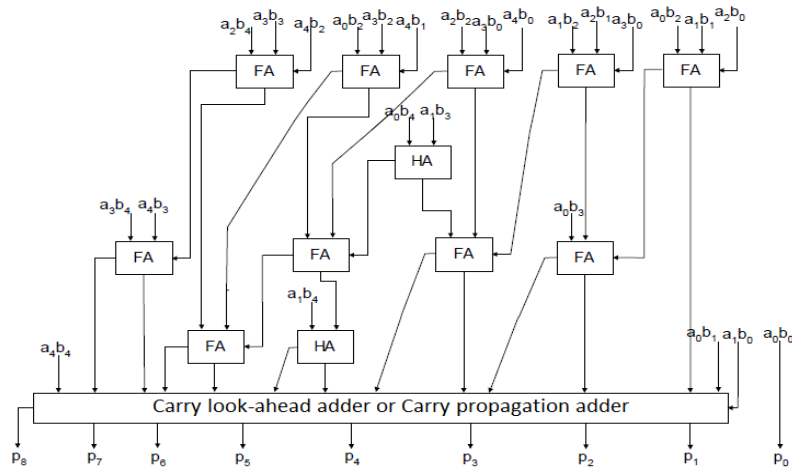 a₂b₄ a₃b₃ a₄b₂ a₀b₂ a₃b₂ a₄b₁ a₂b₂ a₃b₀ a₄b₀ a₁b₂ a₂b₁ a₃b₀ a₀b₂ a₁b₁ a₂b₀
FA FA FA FA FA
a₀b₄ a₁b₃
HA
a₃b₄ a₄b₃ a₀b₃
FA FA FA FA
a₁b₄
FA HA
a₄b₄ a₀b₁ a₁b₀ a₀b₀
Carry look-ahead adder or Carry propagation adder
p₈ p₇ p₆ p₅ p₄ p₃ p₂ p₁ p₀